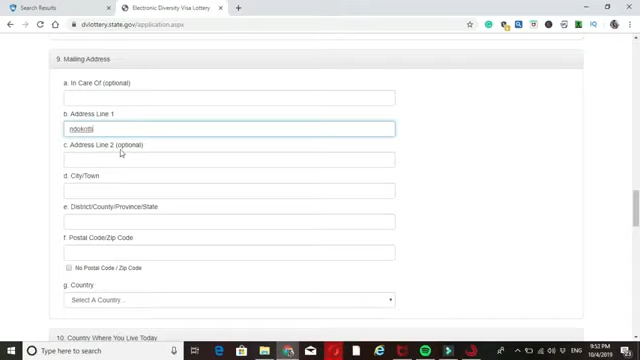 Search Results
Electronic Diversity Visa Lottery
dvlottery.state.gov/application.aspx
9. Mailing Address
a. In Care Of (optional)
b. Address Line 1
c. Address Line 2 (optional)
d. City/Town
e. District/County/Province/State
f. Postal Code/Zip Code
No Postal Code / Zip Code
g. Country
Select A Country...
10. Country Where You Live Today
Type here to search
ENG
9:52 PM
10/4/2019